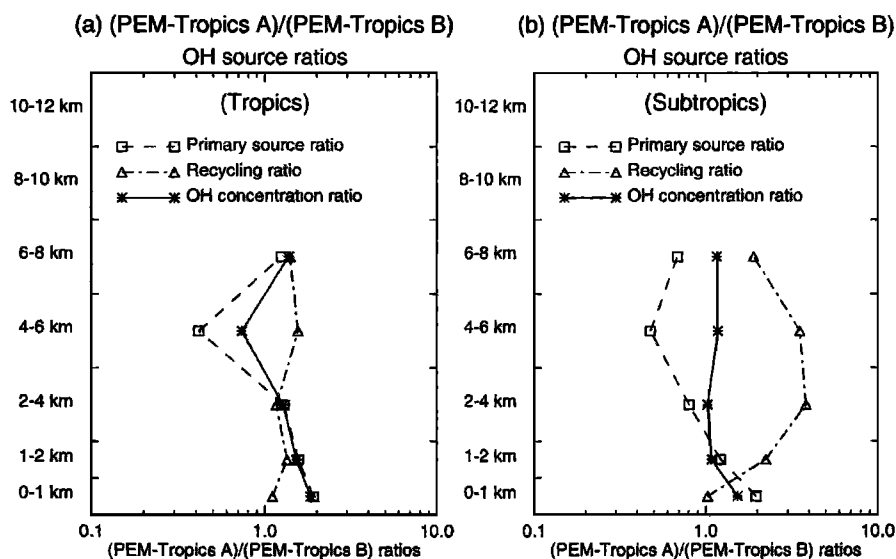 (a) (PEM-Tropics A)/(PEM-Tropics B)
OH source ratios
(Tropics)
Primary source ratio
Recycling ratio
OH concentration ratio
10-12 km
8-10 km
6-8 km
4-6 km
2-4 km
1-2 km
0-1 km
0.1 1.0 10.0
(PEM-Tropics A)/(PEM-Tropics B) ratios
(b) (PEM-Tropics A)/(PEM-Tropics B)
OH source ratios
(Subtropics)
Primary source ratio
Recycling ratio
OH concentration ratio
10-12 km
8-10 km
6-8 km
4-6 km
2-4 km
1-2 km
0-1 km
0.1 1.0 10.0
(PEM-Tropics A)/(PEM-Tropics B) ratios